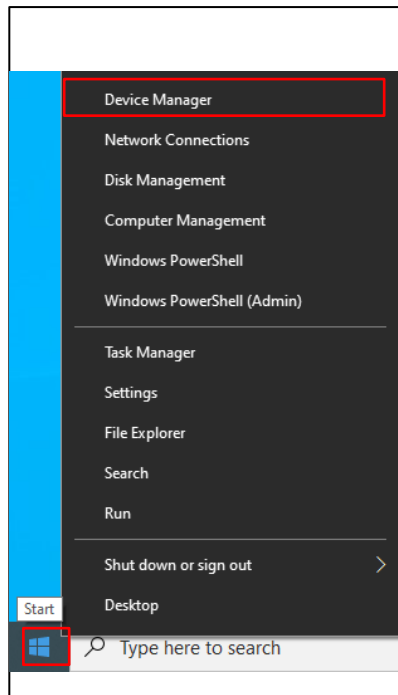 Device Manager
Network Connections
Disk Management
Computer Management
Windows PowerShell
Windows PowerShell (Admin)
Task Manager
Settings
File Explorer
Search
Run
Shut down or sign out
Desktop
Start
Type here to search